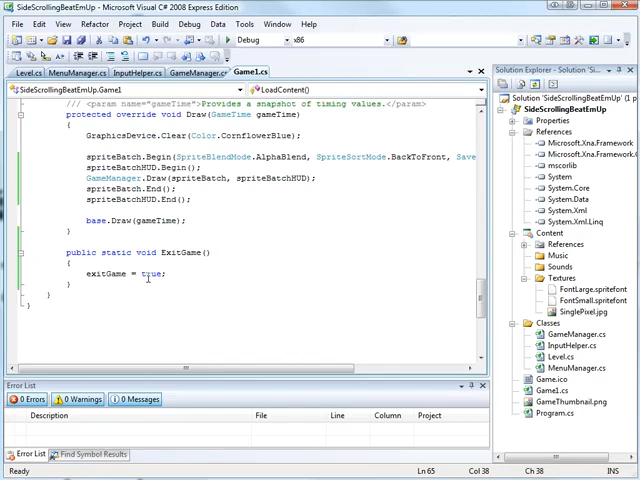 SideScrollingBeatEmUp - Microsoft Visual C# 2008 Express Edition
File Edit View Refactor Project Build Debug Data Tools Window Help
Debug x86
Level.cs MenuManager.cs InputHelper.cs GameManager.cs Game1.cs
SideScrollingBeatEmUp.Game1 LoadContent()
/// <param name="gameTime">Provides a snapshot of timing values.</param>
protected override void Draw(GameTime gameTime)
{
GraphicsDevice.Clear(Color.CornflowerBlue);
spriteBatch.Begin(SpriteBlendMode.AlphaBlend, SpriteSortMode.BackToFront, Save
spriteBatchHUD.Begin();
GameManager.Draw(spriteBatch, spriteBatchHUD);
spriteBatch.End();
spriteBatchHUD.End();
base.Draw(gameTime);
}
public static void ExitGame()
{
exitGame = true;
}
}
}
Solution Explorer - SideScrollingBeatEmUp
Solution 'SideScrollingBeatEmUp' (1 p
SideScrollingBeatEmUp
Properties
References
Microsoft.Xna.Framework
Microsoft.Xna.Framework
mscorlib
System
System.Core
System.Data
System.Xml
System.Xml.Linq
Content
References
Music
Sounds
Textures
FontLarge.spritefont
FontSmall.spritefont
SinglePixel.jpg
Classes
GameManager.cs
InputHelper.cs
Level.cs
MenuManager.cs
Game.ico
Game1.cs
GameThumbnail.png
Program.cs
Error List
0 Errors 0 Warnings 0 Messages
Description File Line Column Project
Error List Find Symbol Results
Ready Ln 65 Col 38 Ch 38 INS